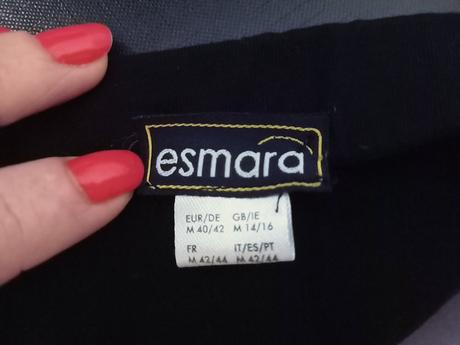 esmara
EUR/DE GB/IE
M 40/42 M 14/16
FR IT/ES/PT
M 42/44 M 42/44